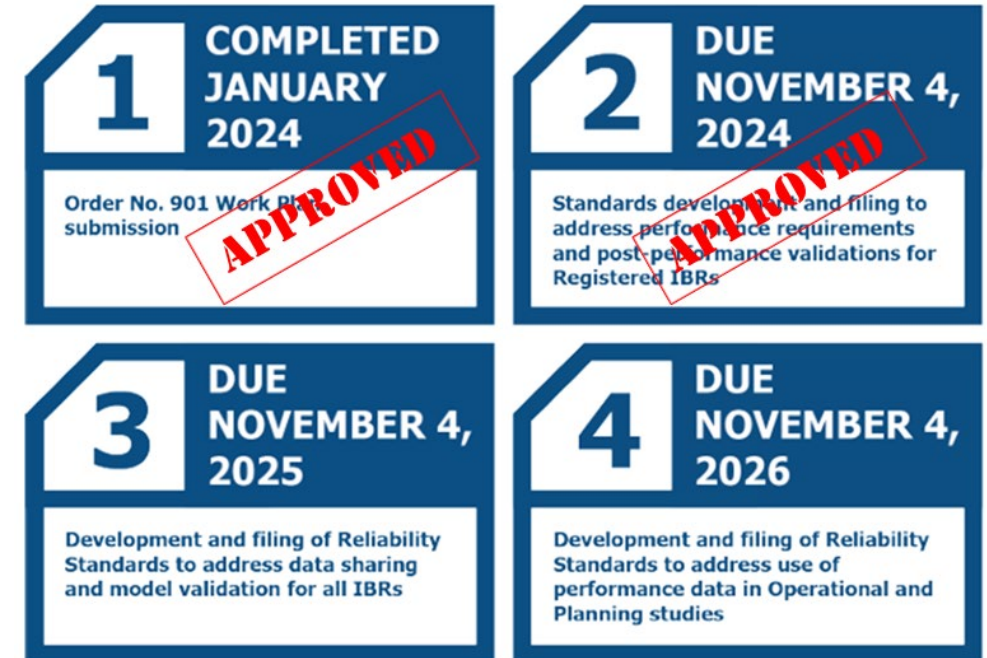 1
COMPLETED
JANUARY
2024
Order No. 901 Work Plan
submission
APPROVED
2
DUE
NOVEMBER 4,
2024
Standards development and filing to
address performance requirements
and post-performance validations for
Registered IBRs
APPROVED
3
DUE
NOVEMBER 4,
2025
Development and filing of Reliability
Standards to address data sharing
and model validation for all IBRs
4
DUE
NOVEMBER 4,
2026
Development and filing of Reliability
Standards to address use of
performance data in Operational and
Planning studies